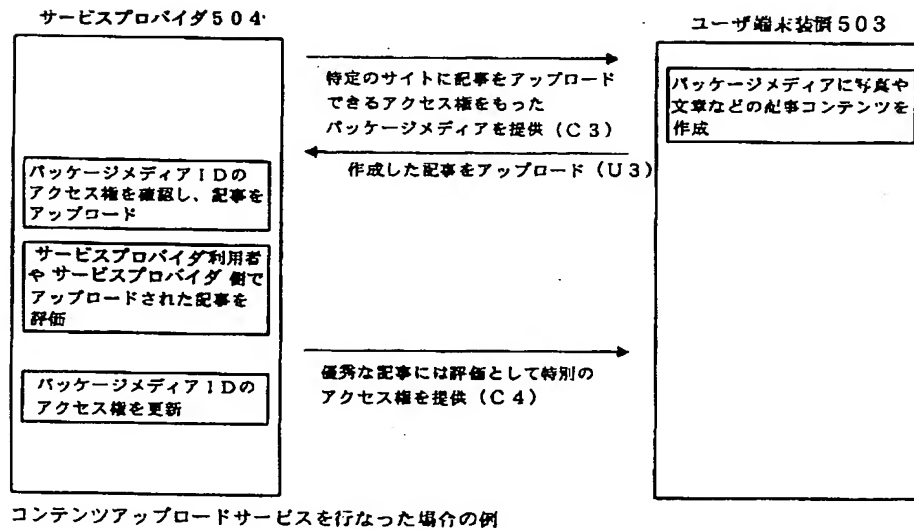 サービスプロバイダ504
ユーザ端末装置503
特定のサイトに記事をアップロード
できるアクセス権をもった
パッケージメディアを提供(C3)
パッケージメディアに写真や
文章などの記事コンテンツを
作成
作成した記事をアップロード(U3)
パッケージメディアIDの
アクセス権を確認し、記事を
アップロード
サービスプロバイダ利用者
やサービスプロバイダ側で
アップロードされた記事を
評価
優秀な記事には評価として特別の
アクセス権を提供(C4)
パッケージメディアIDの
アクセス権を更新
コンテンツアップロードサービスを行なった場合の例